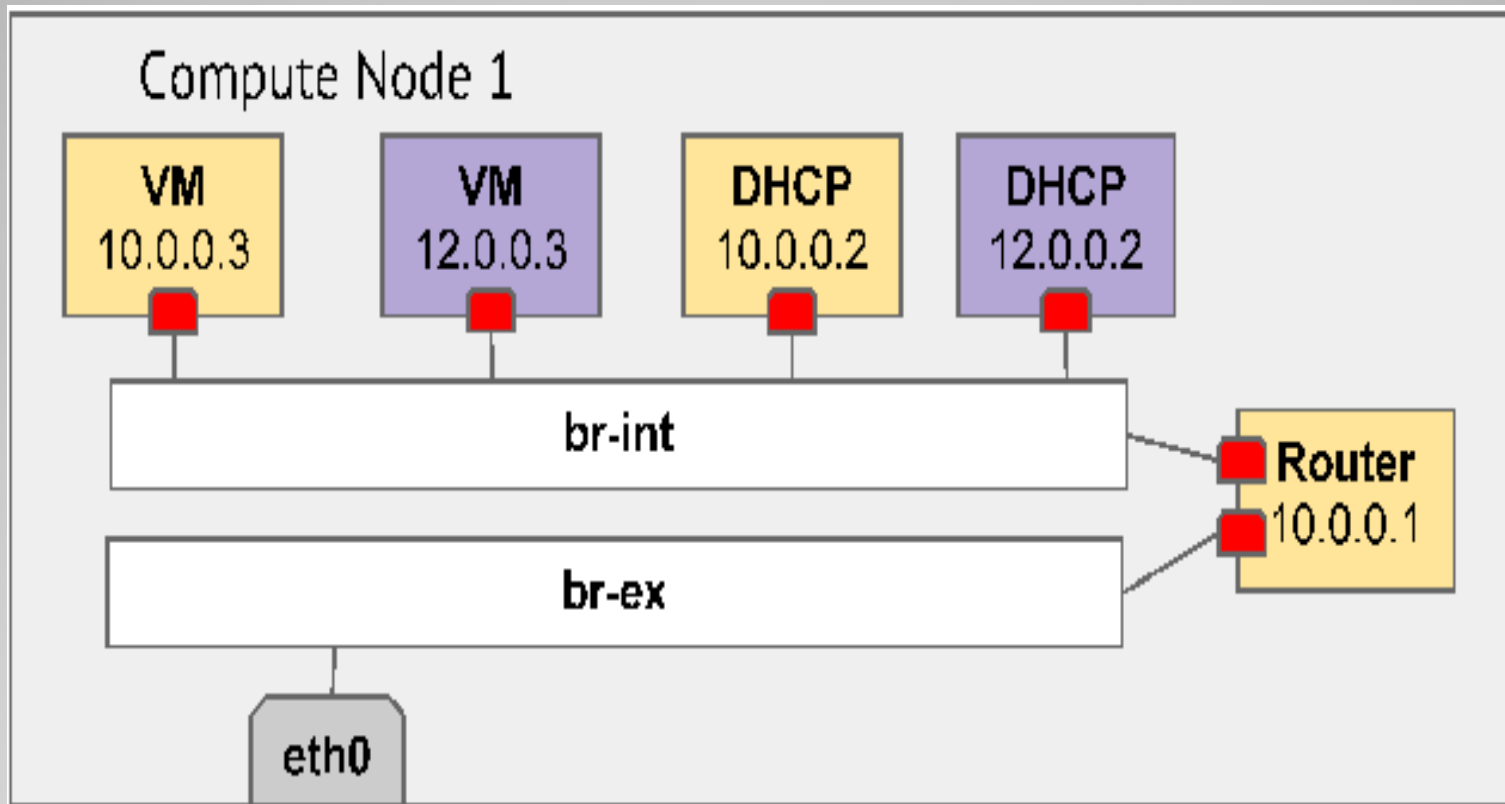 Compute Node 1
VM
10.0.0.3
VM
12.0.0.3
DHCP
10.0.0.2
DHCP
12.0.0.2
br-int
Router
10.0.0.1
br-ex
eth0